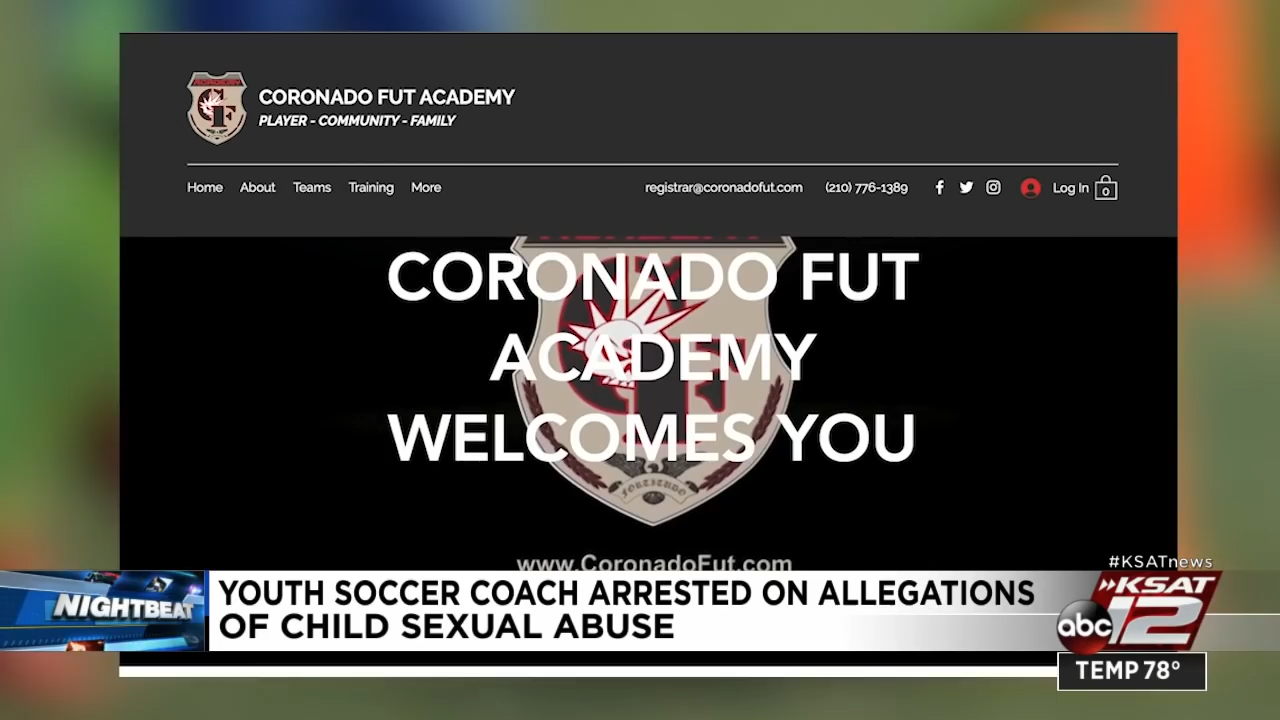 ACADEMY
CORONADO FUT ACADEMY
PLAYER - COMMUNITY - FAMILY
Home About Teams Training More
registrar@coronadofut.com (210) 776-1389
Log In 0
CORONADO FUT
ACADEMY
WELCOMES YOU
FORTITUDO
www.CoronadoFut.com
#KSATnews
NIGHTBEAT
YOUTH SOCCER COACH ARRESTED ON ALLEGATIONS
OF CHILD SEXUAL ABUSE
KSAT
abc 12
TEMP 78°